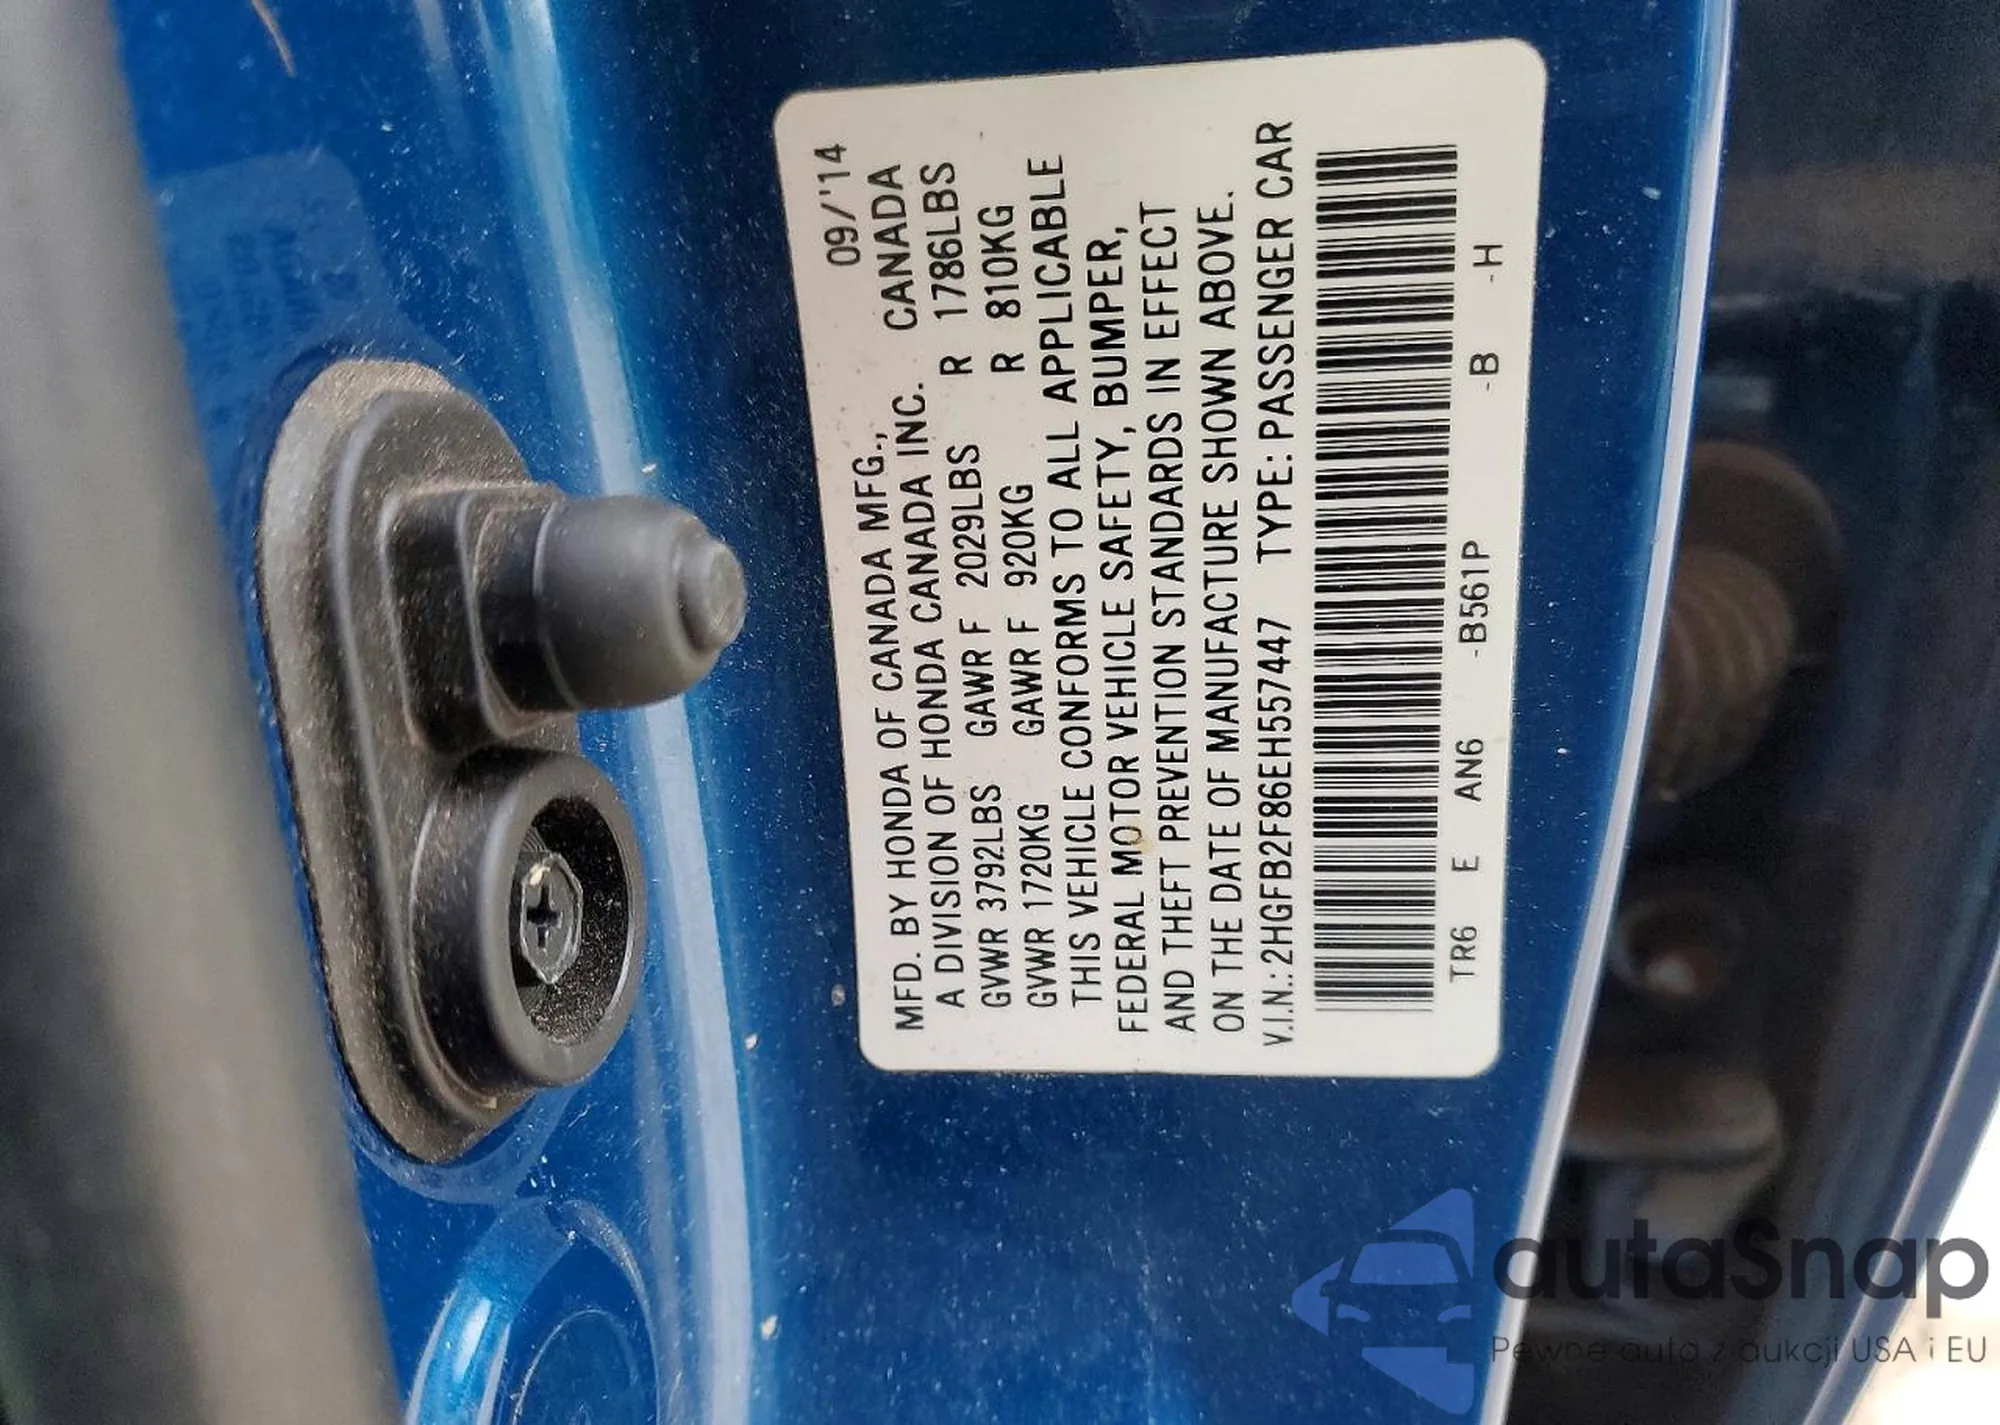 09/'14
MFD. BY HONDA OF CANADA MFG.,
A DIVISION OF HONDA CANADA INC. CANADA
GVWR 3792LBS GAWR F 2029LBS R 1786LBS
GVWR 1720KG GAWR F 920KG R 810KG
THIS VEHICLE CONFORMS TO ALL APPLICABLE
FEDERAL MOTOR VEHICLE SAFETY, BUMPER,
AND THEFT PREVENTION STANDARDS IN EFFECT
ON THE DATE OF MANUFACTURE SHOWN ABOVE.
V.I.N.: 2HGFB2F86EH557447 TYPE: PASSENGER CAR
TR6 E AN6 -B561P -B -H
autaSnap
Pewne auta z aukcji USA i EU